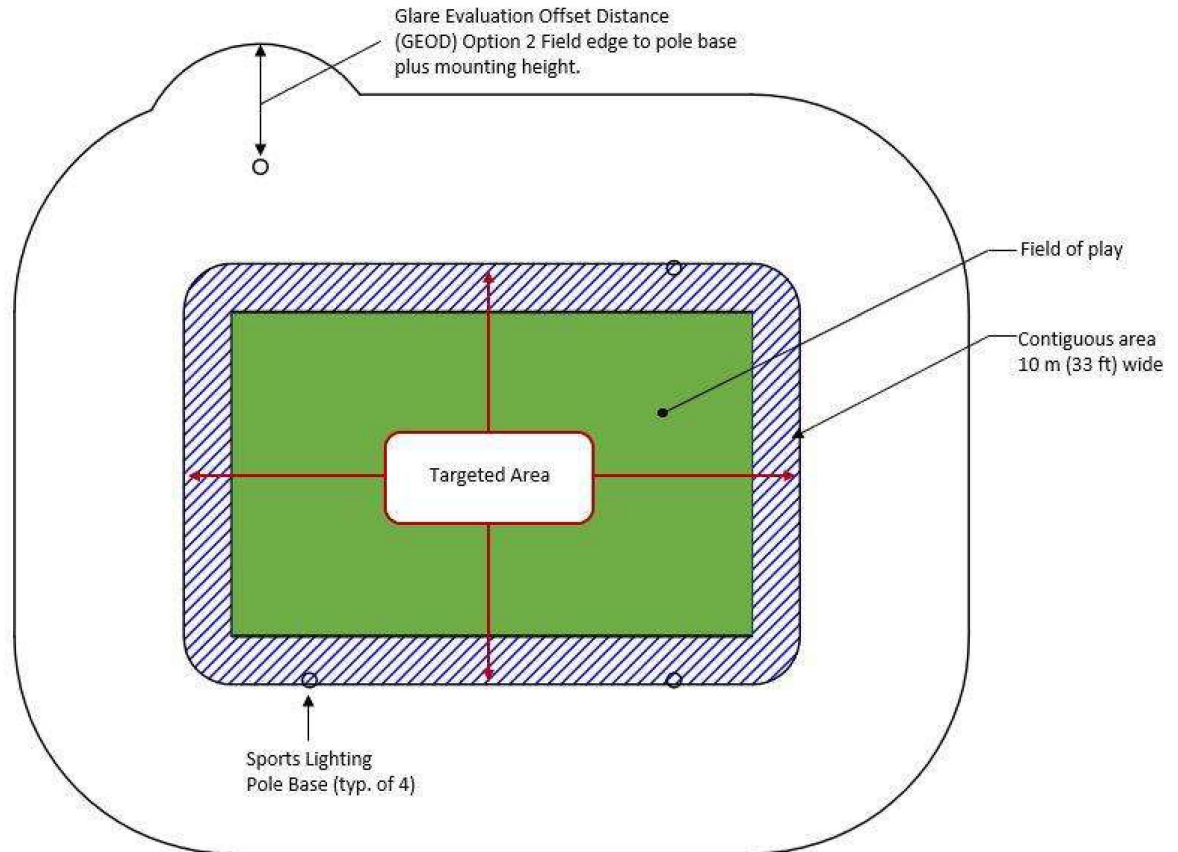 Glare Evaluation Offset Distance
(GEOD) Option 2 Field edge to pole base
plus mounting height.
Field of play
Contiguous area
10 m (33 ft) wide
Targeted Area
Sports Lighting
Pole Base (typ. of 4)